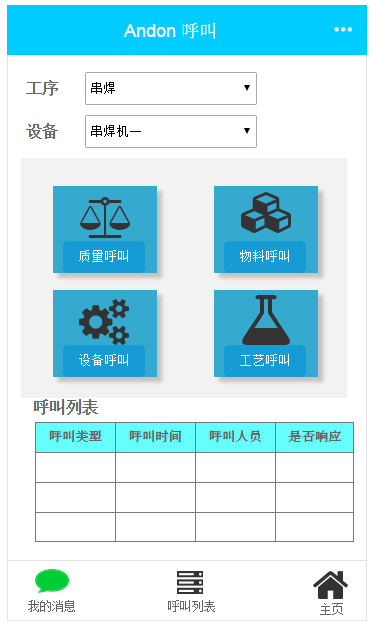 Andon 呼叫
工序 串焊
设备 串焊机一
质量呼叫 物料呼叫
设备呼叫 工艺呼叫
呼叫列表
呼叫类型 呼叫时间 呼叫人员 是否响应
我的消息 呼叫列表 主页